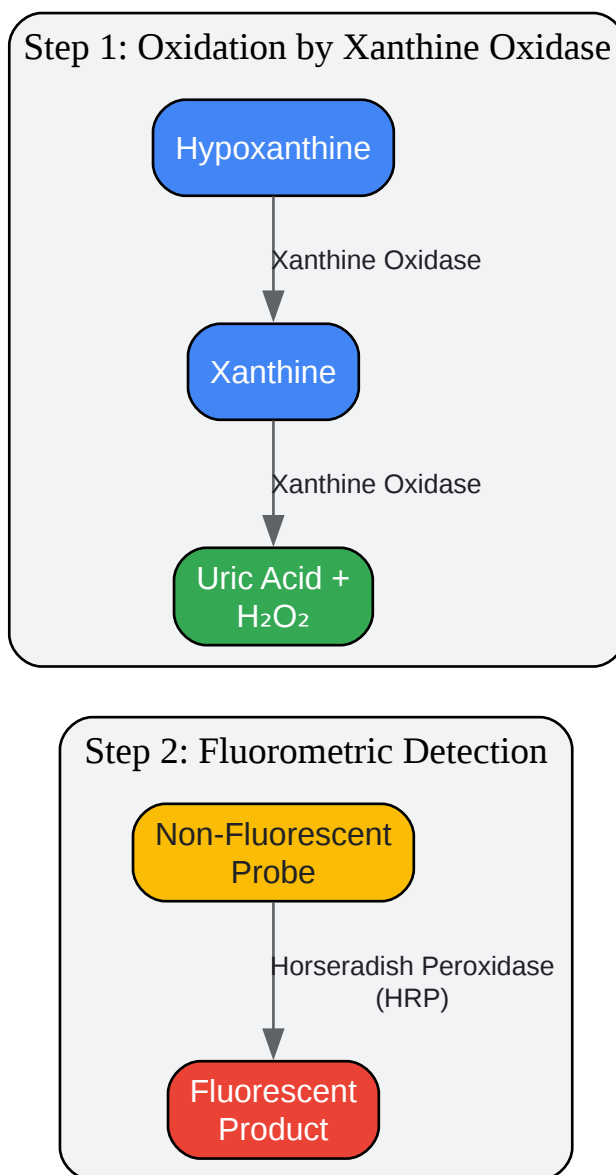 Step 1: Oxidation by Xanthine Oxidase
Hypoxanthine
Xanthine Oxidase
Xanthine
Xanthine Oxidase
Uric Acid +
H₂O₂
Step 2: Fluorometric Detection
Non-Fluorescent
Probe
Horseradish Peroxidase
(HRP)
Fluorescent
Product